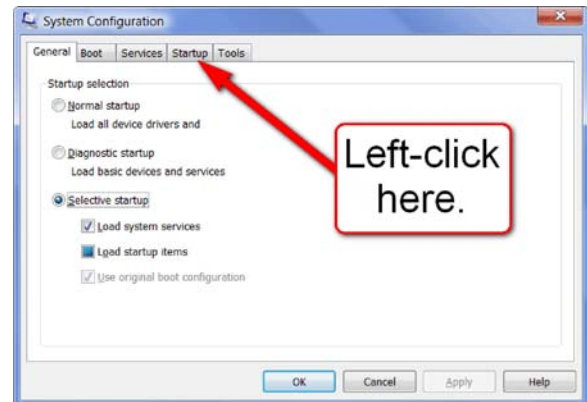 System Configuration
General Boot Services Startup Tools
Startup selection
Normal startup
Load all device drivers and
Diagnostic startup
Load basic devices and services
Selective startup
Load system services
Load startup items
Use original boot configuration
Left-click
here.
OK Cancel Apply Help